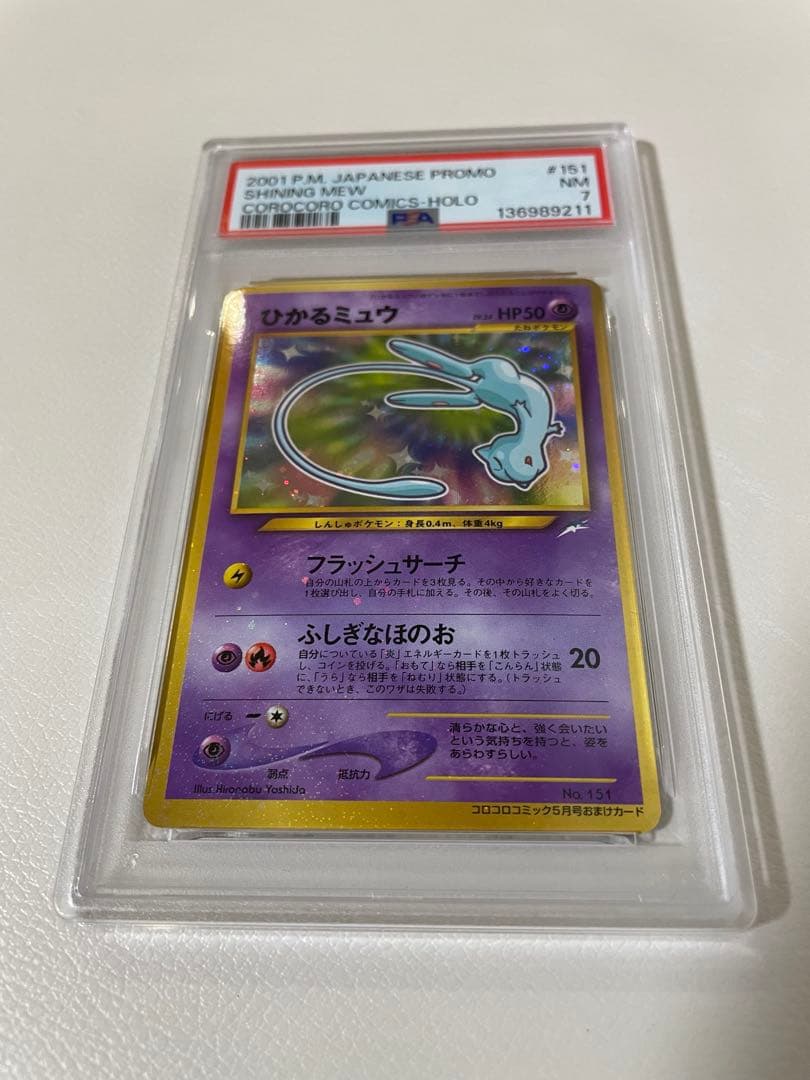 2001 P.M. JAPANESE PROMO #151
SHINING MEW NM
COROCORO COMICS-HOLO 7
PSA 136989211
ひかるミュウ HP50
たねポケモン
しんしゅポケモン：身長0.4m、体重4kg
フラッシュサーチ
自分の山札の上からカードを3枚見る。その中から好きなカードを
1枚選び出し、自分の手札に加える。その後、その山札をよく切る。
ふしぎなほのお 20
自分についている「炎」エネルギーカードを1枚トラッシュ
し、コインを投げる。「おもて」なら相手を「こんらん」状態
に、「うら」なら相手を「ねむり」状態にする。（トラッシュ
できないとき、このワザは失敗する。）
にげる
清らかな心と、強く会いたい
という気持ちを持つと、姿を
あらわすらしい。
弱点 抵抗力
Illus. Hironobu Yoshida No. 151
コロコロコミック5月号おまけカード